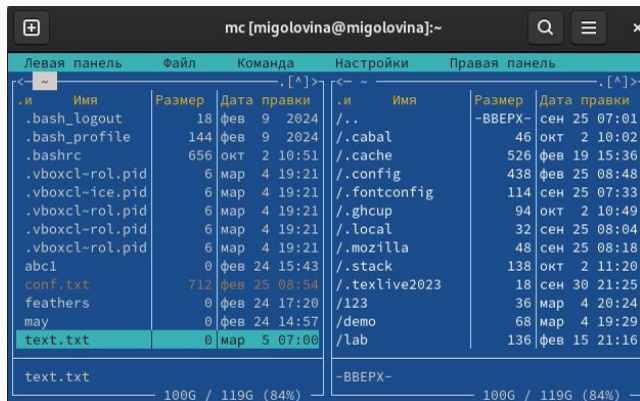 mc [migolovina@migolovina]:~
Левая панель Файл Команда Настройки Правая панель
<- ~ .[^]> <- ~ .[^]>
.и Имя Размер Дата правки .и Имя Размер Дата правки
.bash_logout 18 фев 9 2024 /.. -ВВЕРХ- сен 25 07:01
.bash_profile 144 фев 9 2024 /.cabal 46 окт 2 10:02
.bashrc 656 окт 2 10:51 /.cache 526 фев 19 15:36
.vboxcl~rol.pid 6 мар 4 19:21 /.config 438 фев 25 08:48
.vboxcl~ice.pid 6 мар 4 19:21 /.fontconfig 114 сен 25 07:33
.vboxcl~rol.pid 6 мар 4 19:21 /.ghcup 94 окт 2 10:49
.vboxcl~rol.pid 6 мар 4 19:21 /.local 32 сен 25 08:04
.vboxcl~rol.pid 6 мар 4 19:21 /.mozilla 48 сен 25 08:18
abc1 0 фев 24 15:43 /.stack 138 окт 2 11:20
conf.txt 712 фев 25 08:54 /.texlive2023 18 сен 30 21:25
feathers 0 фев 24 17:20 /123 36 мар 4 20:24
may 0 фев 24 14:57 /demo 68 мар 4 19:29
text.txt 0 мар 5 07:00 /lab 136 фев 15 21:16
text.txt -ВВЕРХ-
100G / 119G (84%) 100G / 119G (84%)